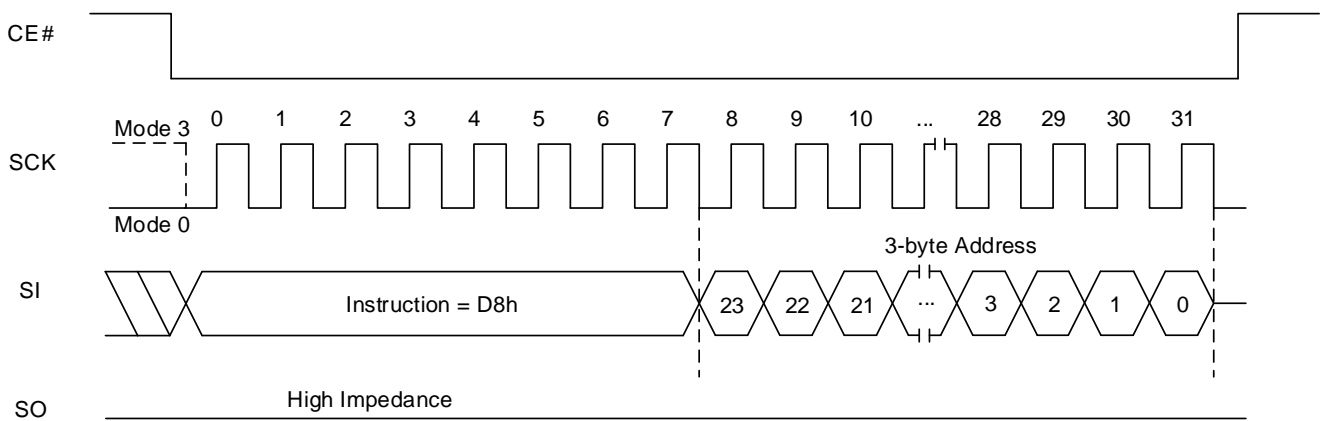 CE#
Mode 3
0 1 2 3 4 5 6 7 8 9 10 ... 28 29 30 31
SCK
Mode 0
3-byte Address
SI
Instruction = D8h
23 22 21 ... 3 2 1 0
High Impedance
SO